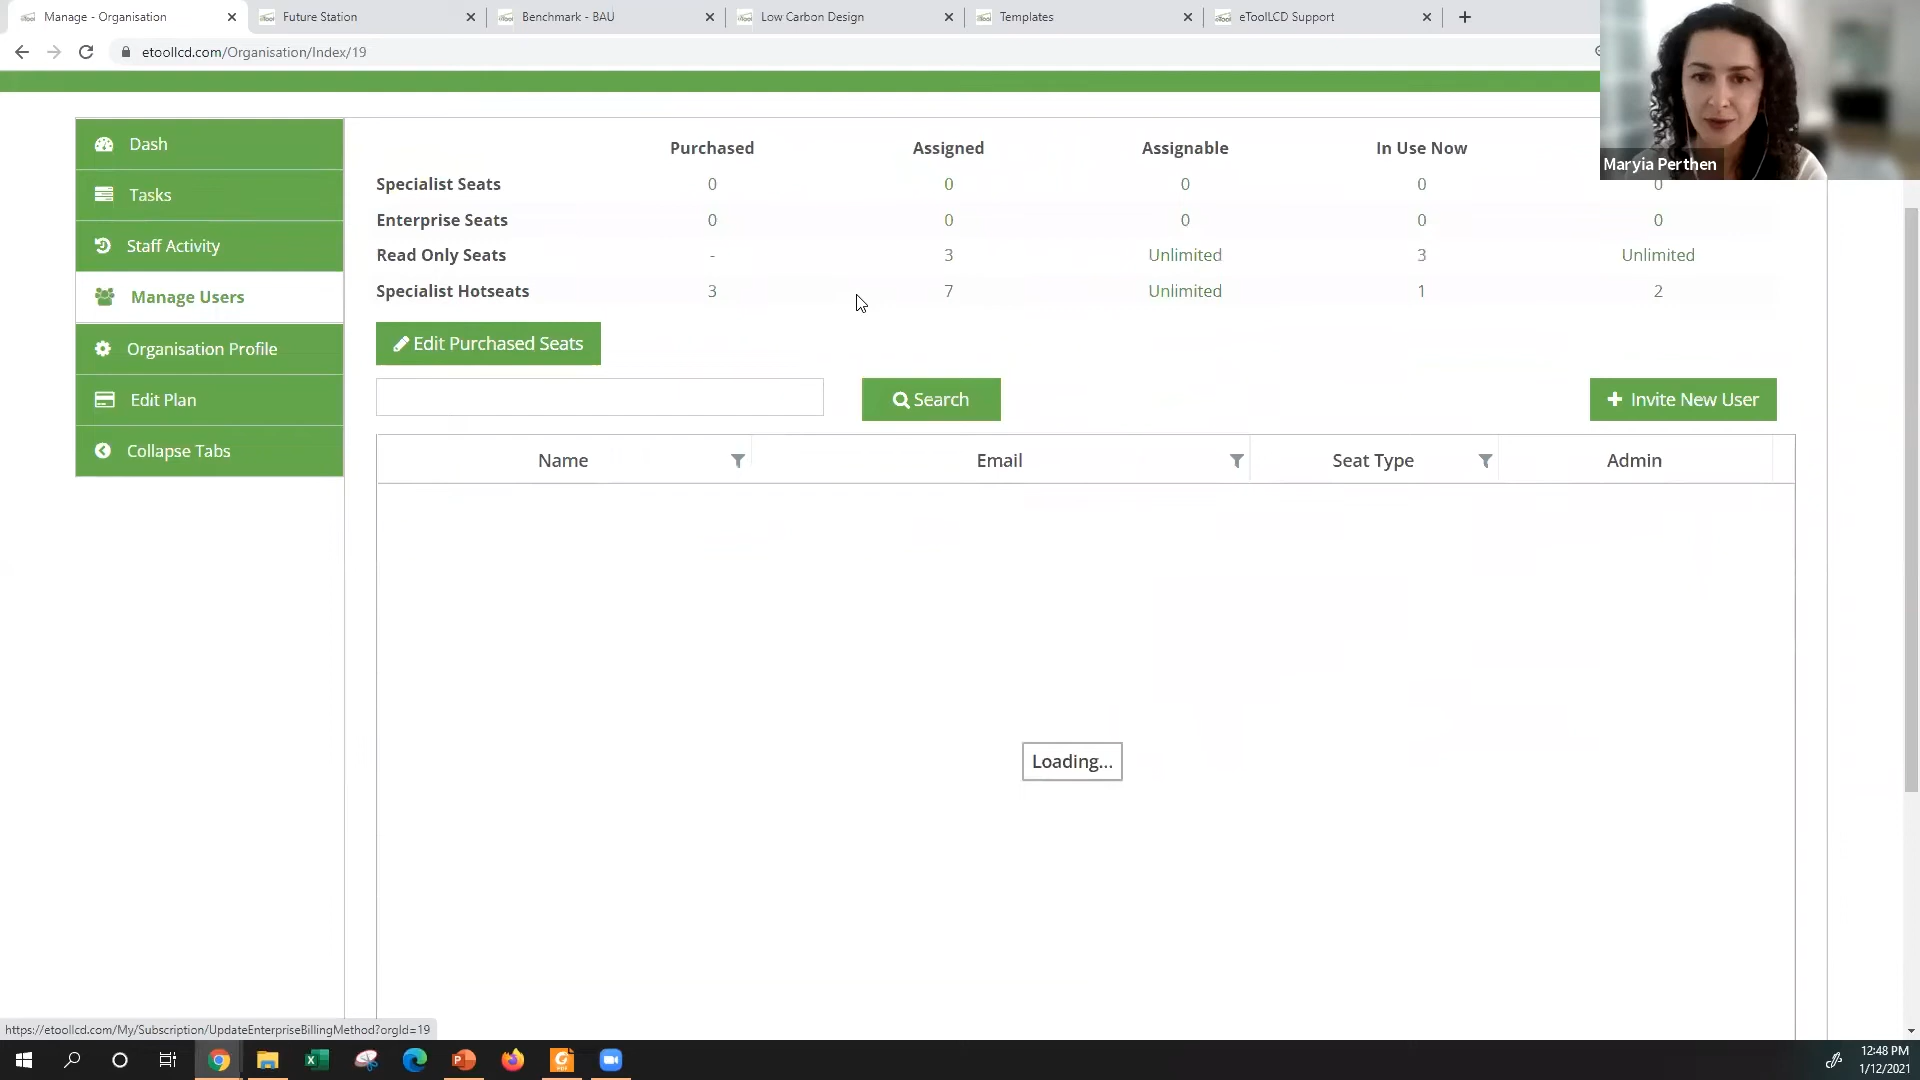 Manage - Organisation
Future Station
Benchmark - BAU
Low Carbon Design
Templates
eToolLCD Support
etoollcd.com/Organisation/Index/19
Maryia Perthen
Dash
Tasks
Staff Activity
Manage Users
Organisation Profile
Edit Plan
Collapse Tabs
Purchased Assigned Assignable In Use Now
Specialist Seats 0 0 0 0 0
Enterprise Seats 0 0 0 0 0
Read Only Seats - 3 Unlimited 3 Unlimited
Specialist Hotseats 3 7 Unlimited 1 2
Edit Purchased Seats
Search
Invite New User
Name Email Seat Type Admin
Loading...
https://etoollcd.com/My/Subscription/UpdateEnterpriseBillingMethod?orgId=19
12:48 PM
1/12/2021